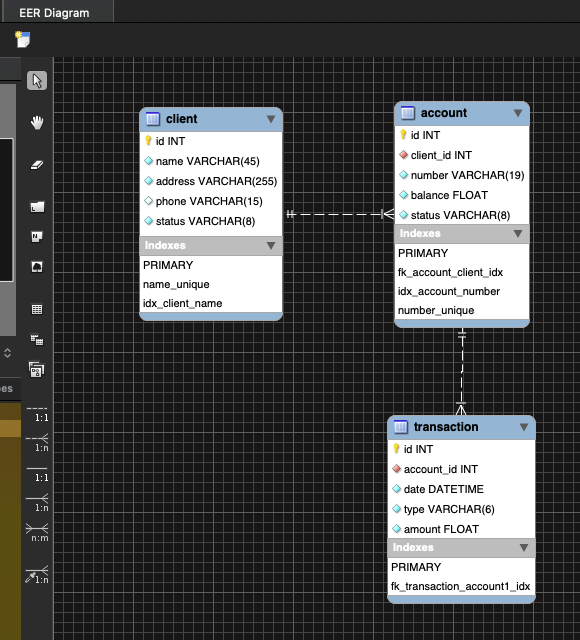 EER Diagram
client
id INT
name VARCHAR(45)
address VARCHAR(255)
phone VARCHAR(15)
status VARCHAR(8)
Indexes
PRIMARY
name_unique
idx_client_name
account
id INT
client_id INT
number VARCHAR(19)
balance FLOAT
status VARCHAR(8)
Indexes
PRIMARY
fk_account_client_idx
idx_account_number
number_unique
transaction
id INT
account_id INT
date DATETIME
type VARCHAR(6)
amount FLOAT
Indexes
PRIMARY
fk_transaction_account1_idx
es
1:1
1:n
1:1
1:n
n:m
1:n